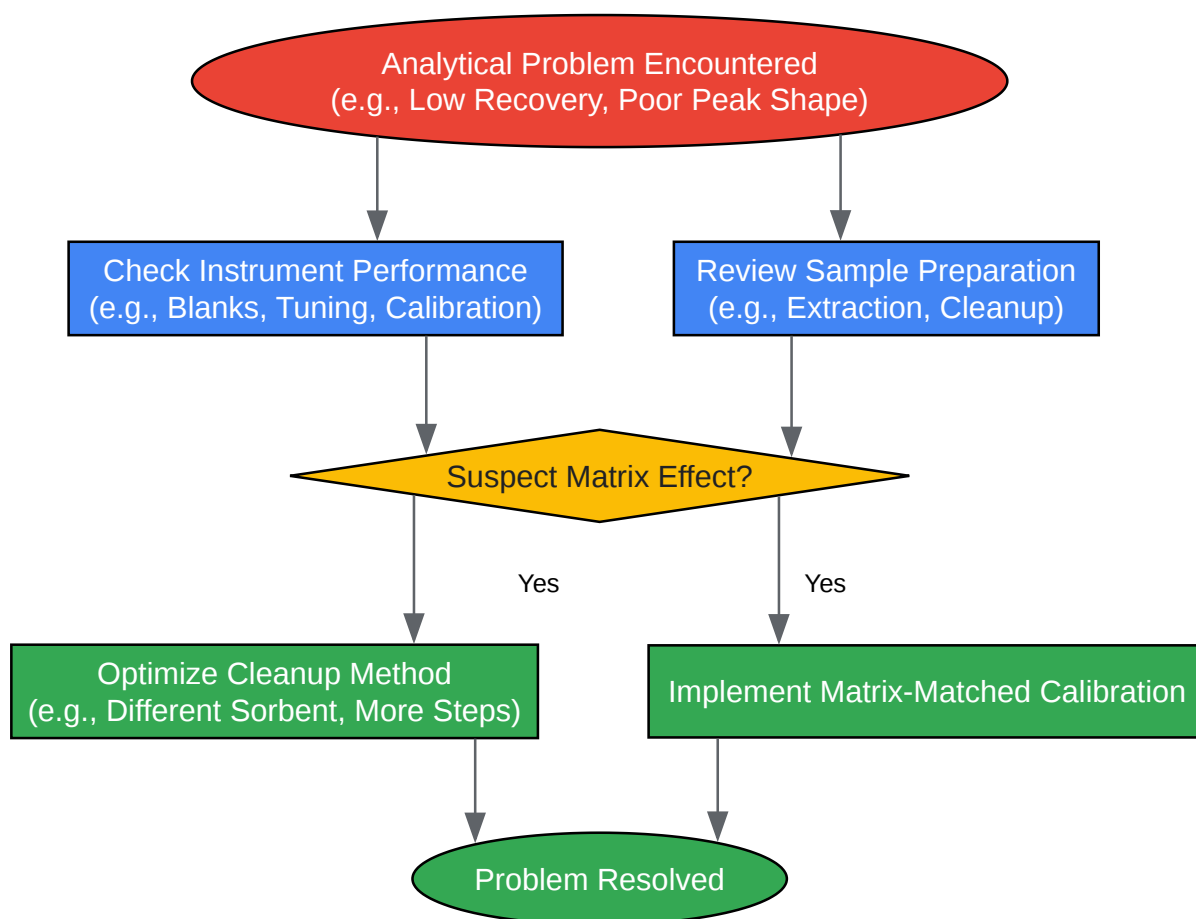 Analytical Problem Encountered
(e.g., Low Recovery, Poor Peak Shape)
Check Instrument Performance
(e.g., Blanks, Tuning, Calibration)
Review Sample Preparation
(e.g., Extraction, Cleanup)
Suspect Matrix Effect?
Yes
Yes
Optimize Cleanup Method
(e.g., Different Sorbent, More Steps)
Implement Matrix-Matched Calibration
Problem Resolved